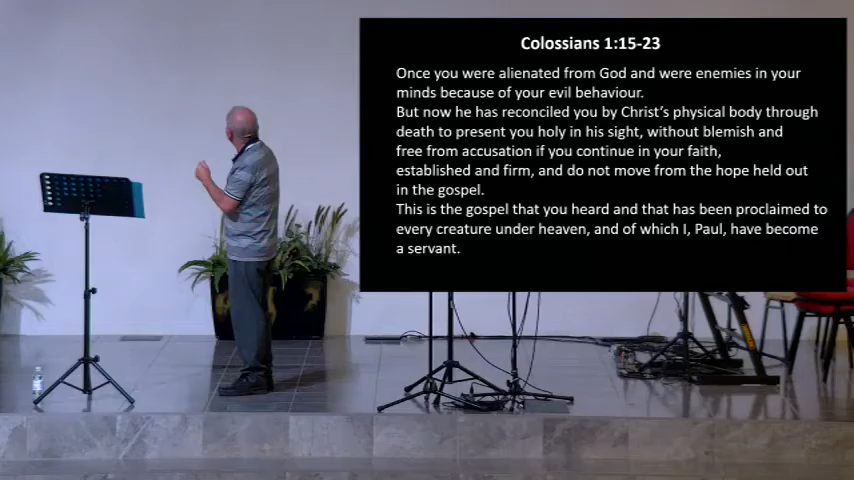 Colossians 1:15-23
Once you were alienated from God and were enemies in your
minds because of your evil behaviour.
But now he has reconciled you by Christ's physical body through
death to present you holy in his sight, without blemish and
free from accusation if you continue in your faith,
established and firm, and do not move from the hope held out
in the gospel.
This is the gospel that you heard and that has been proclaimed to
every creature under heaven, and of which I, Paul, have become
a servant.